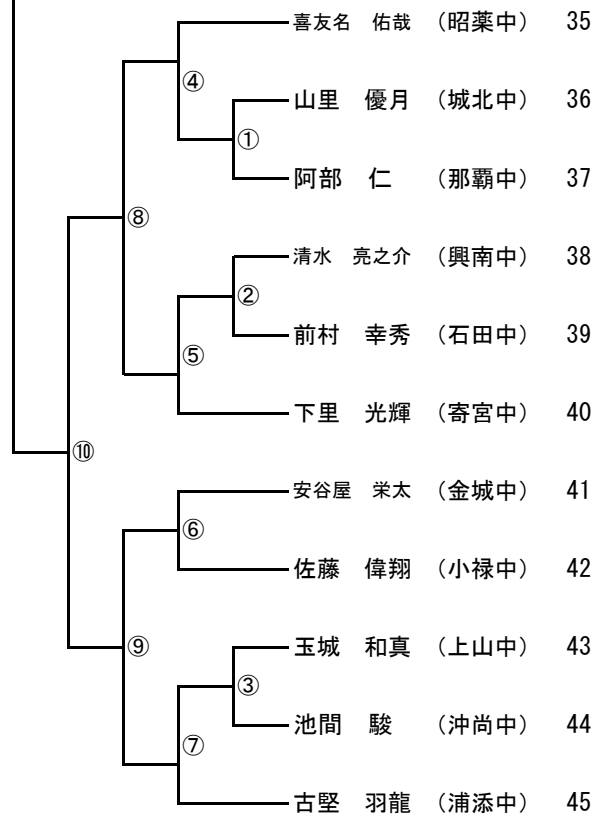 喜友名　佑哉　（昭薬中）　35
④
山里　優月　（城北中）　36
①
阿部　仁　（那覇中）　37
⑧
清水　亮之介　（興南中）　38
②
前村　幸秀　（石田中）　39
⑤
下里　光輝　（寄宮中）　40
⑩
安谷屋　栄太　（金城中）　41
⑥
佐藤　偉翔　（小禄中）　42
⑨
玉城　和真　（上山中）　43
③
池間　駿　（沖尚中）　44
⑦
古堅　羽龍　（浦添中）　45